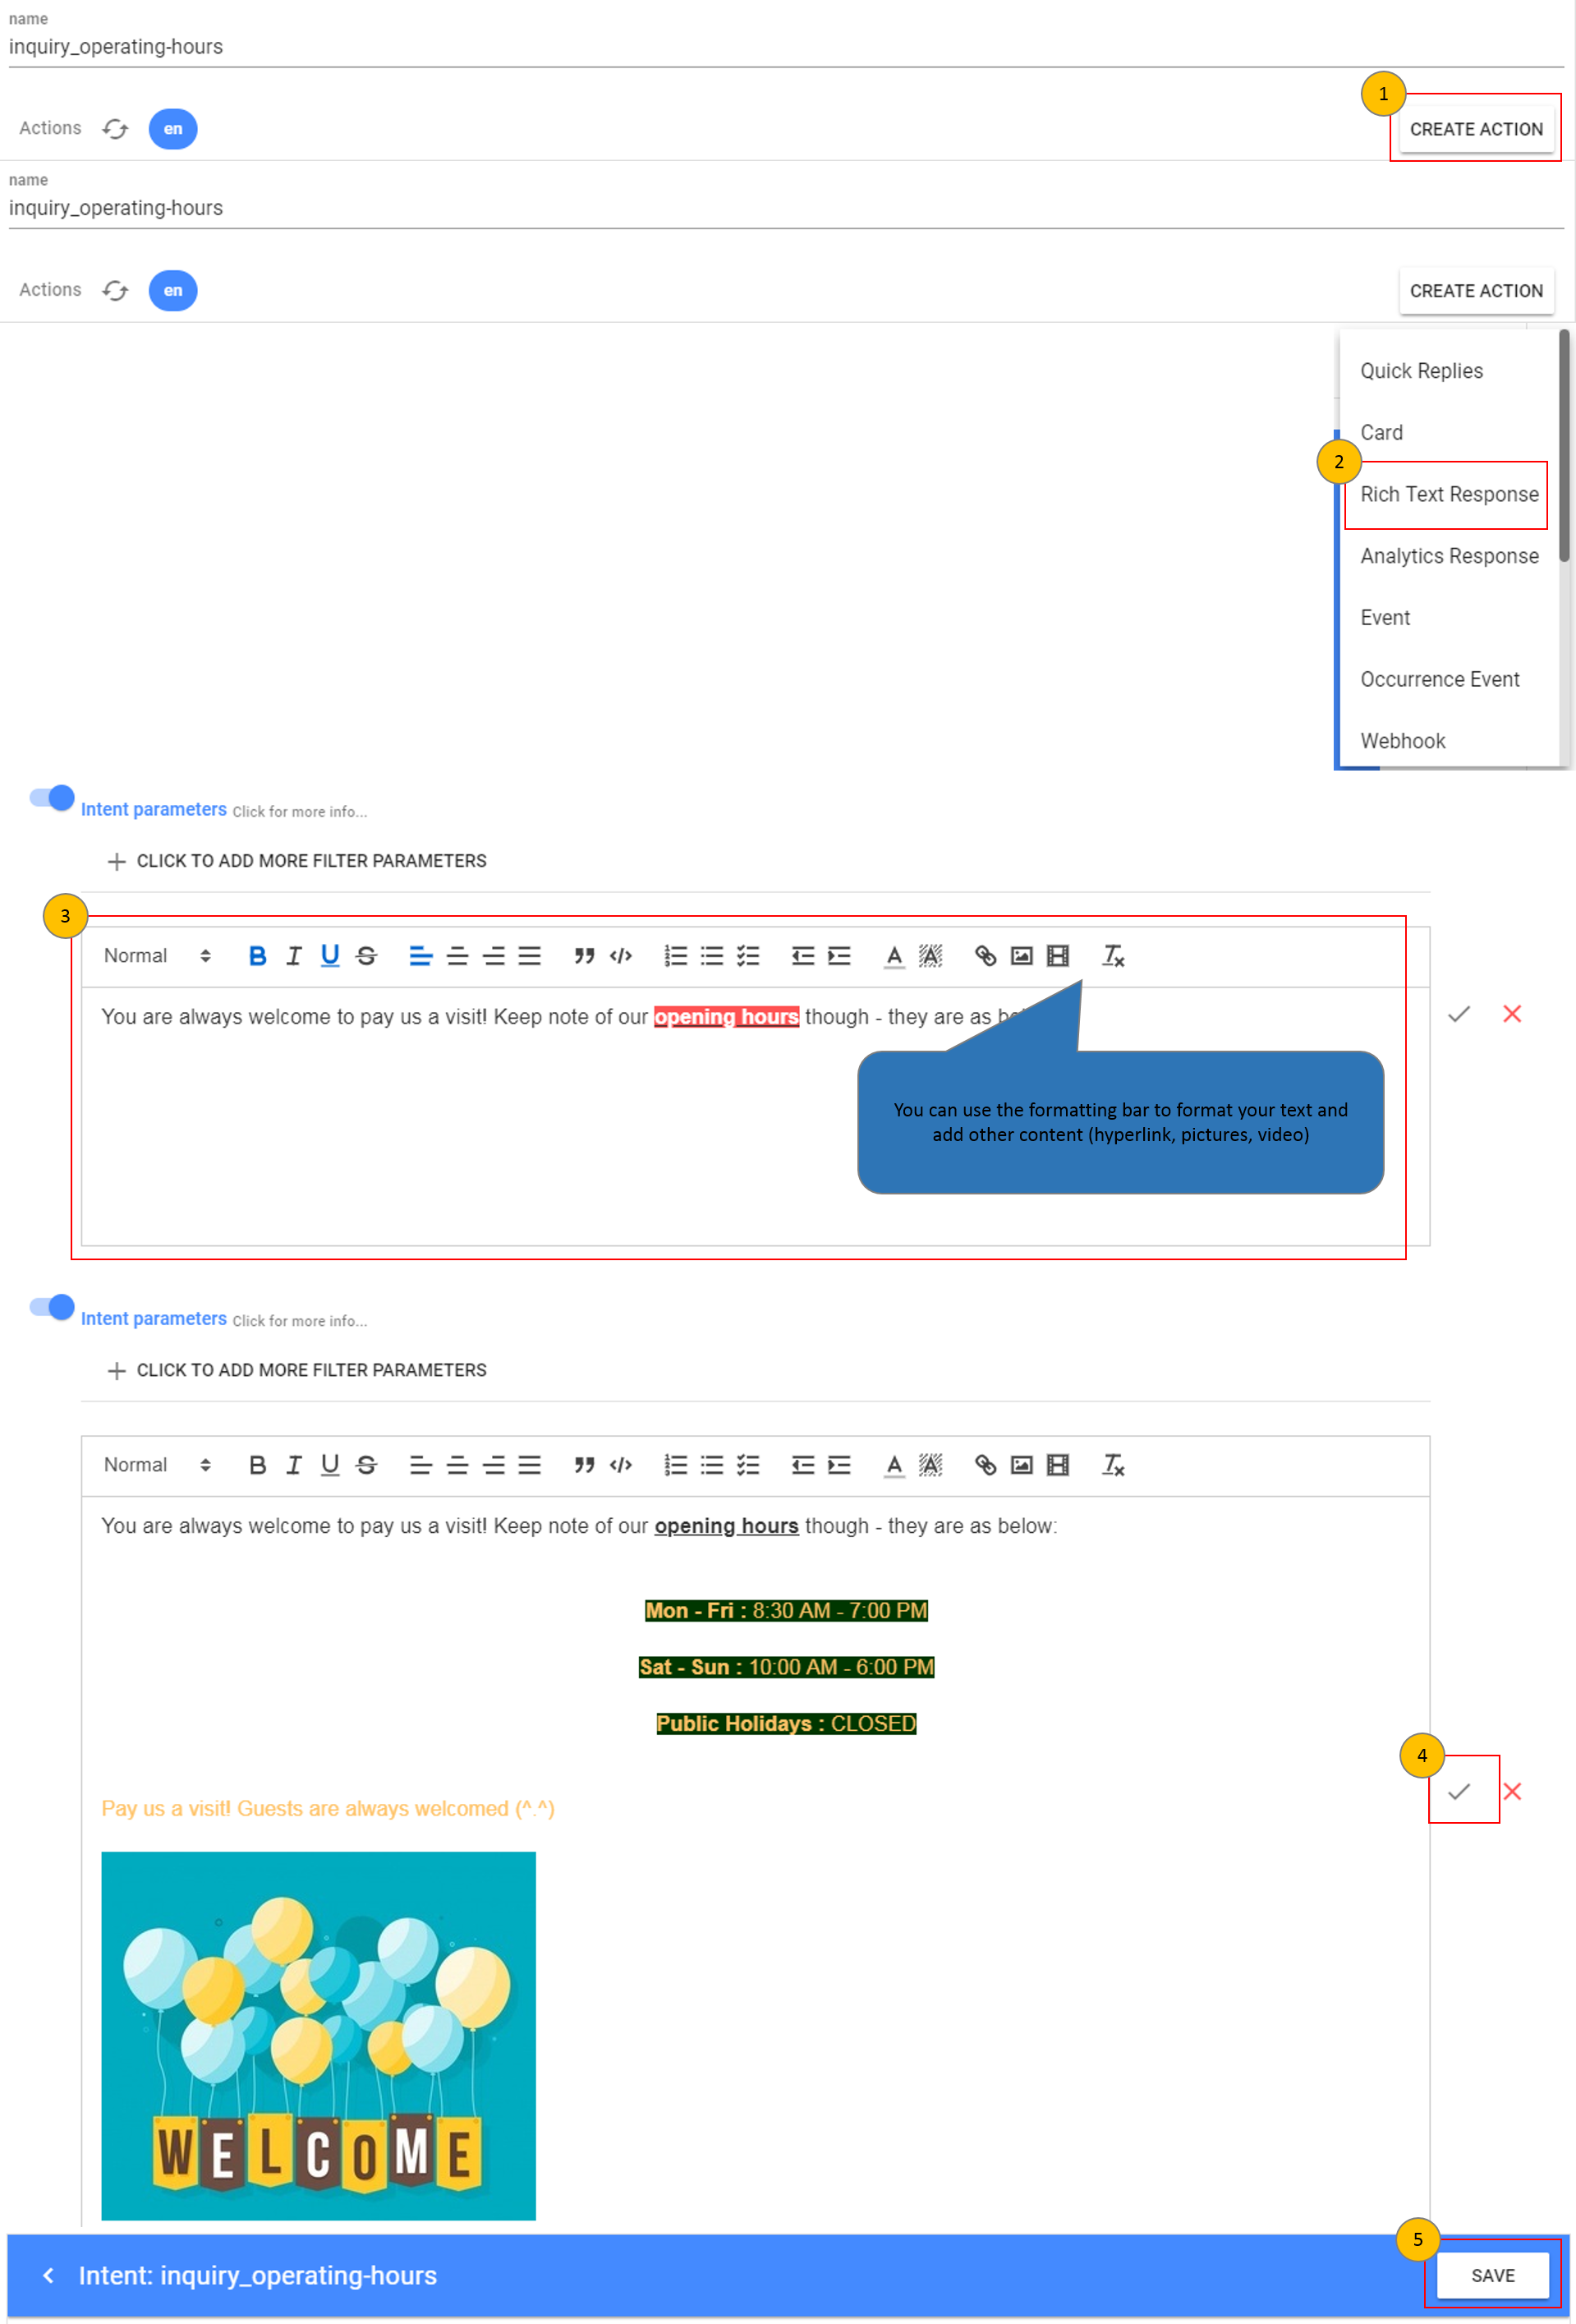 name
inquiry_operating-hours
1
Actions en CREATE ACTION
name
inquiry_operating-hours
Actions en CREATE ACTION
Quick Replies
Card
2
Rich Text Response
Analytics Response
Event
Occurrence Event
Webhook
Intent parameters Click for more info...
CLICK TO ADD MORE FILTER PARAMETERS
3
Normal
You are always welcome to pay us a visit! Keep note of our opening hours though - they are as
You can use the formatting bar to format your text and
add other content (hyperlink, pictures, video)
Intent parameters Click for more info...
CLICK TO ADD MORE FILTER PARAMETERS
Normal
You are always welcome to pay us a visit! Keep note of our opening hours though - they are as below:
Mon - Fri : 8:30 AM - 7:00 PM
Sat - Sun : 10:00 AM - 6:00 PM
Public Holidays : CLOSED
4
Pay us a visit! Guests are always welcomed (^.^)
WELCOME
5
Intent: inquiry_operating-hours SAVE